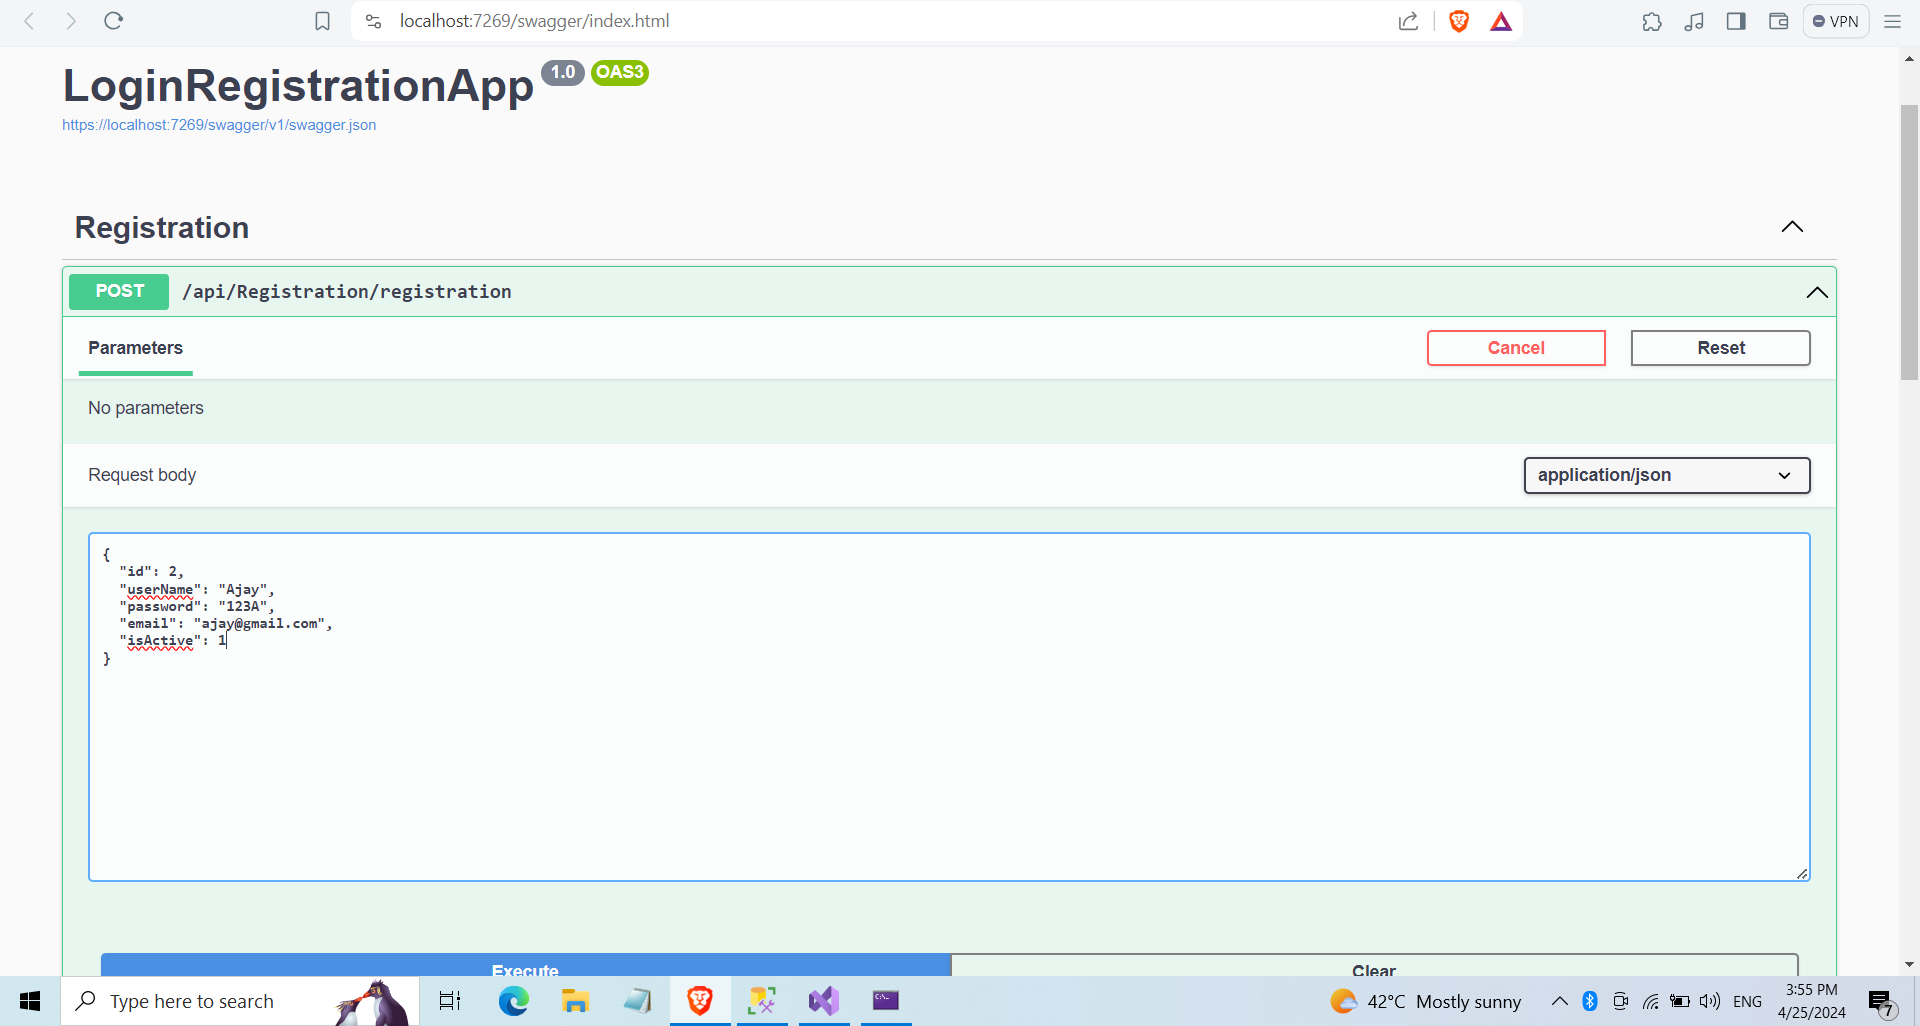 localhost:7269/swagger/index.html
VPN
LoginRegistrationApp 1.0 OAS3
https://localhost:7269/swagger/v1/swagger.json
Registration
POST /api/Registration/registration
Parameters
Cancel
Reset
No parameters
Request body
application/json
{
"id": 2,
"userName": "Ajay",
"password": "123A",
"email": "ajay@gmail.com",
"isActive": 1
}
Execute
Clear
Type here to search
42°C Mostly sunny
ENG
3:55 PM
4/25/2024
7